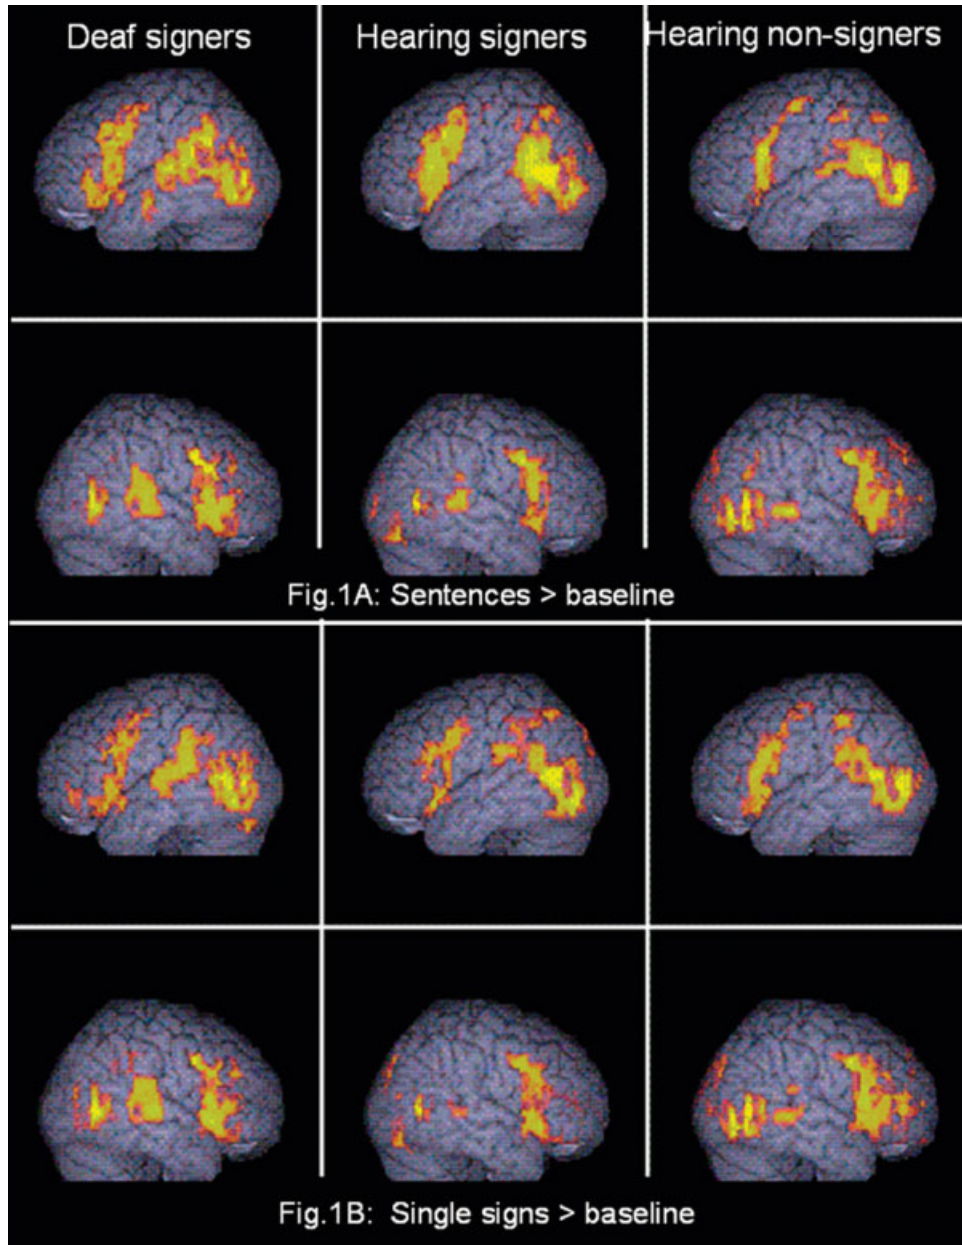 Deaf signers
Hearing signers
Hearing non-signers
Fig.1A: Sentences > baseline
Fig.1B: Single signs > baseline